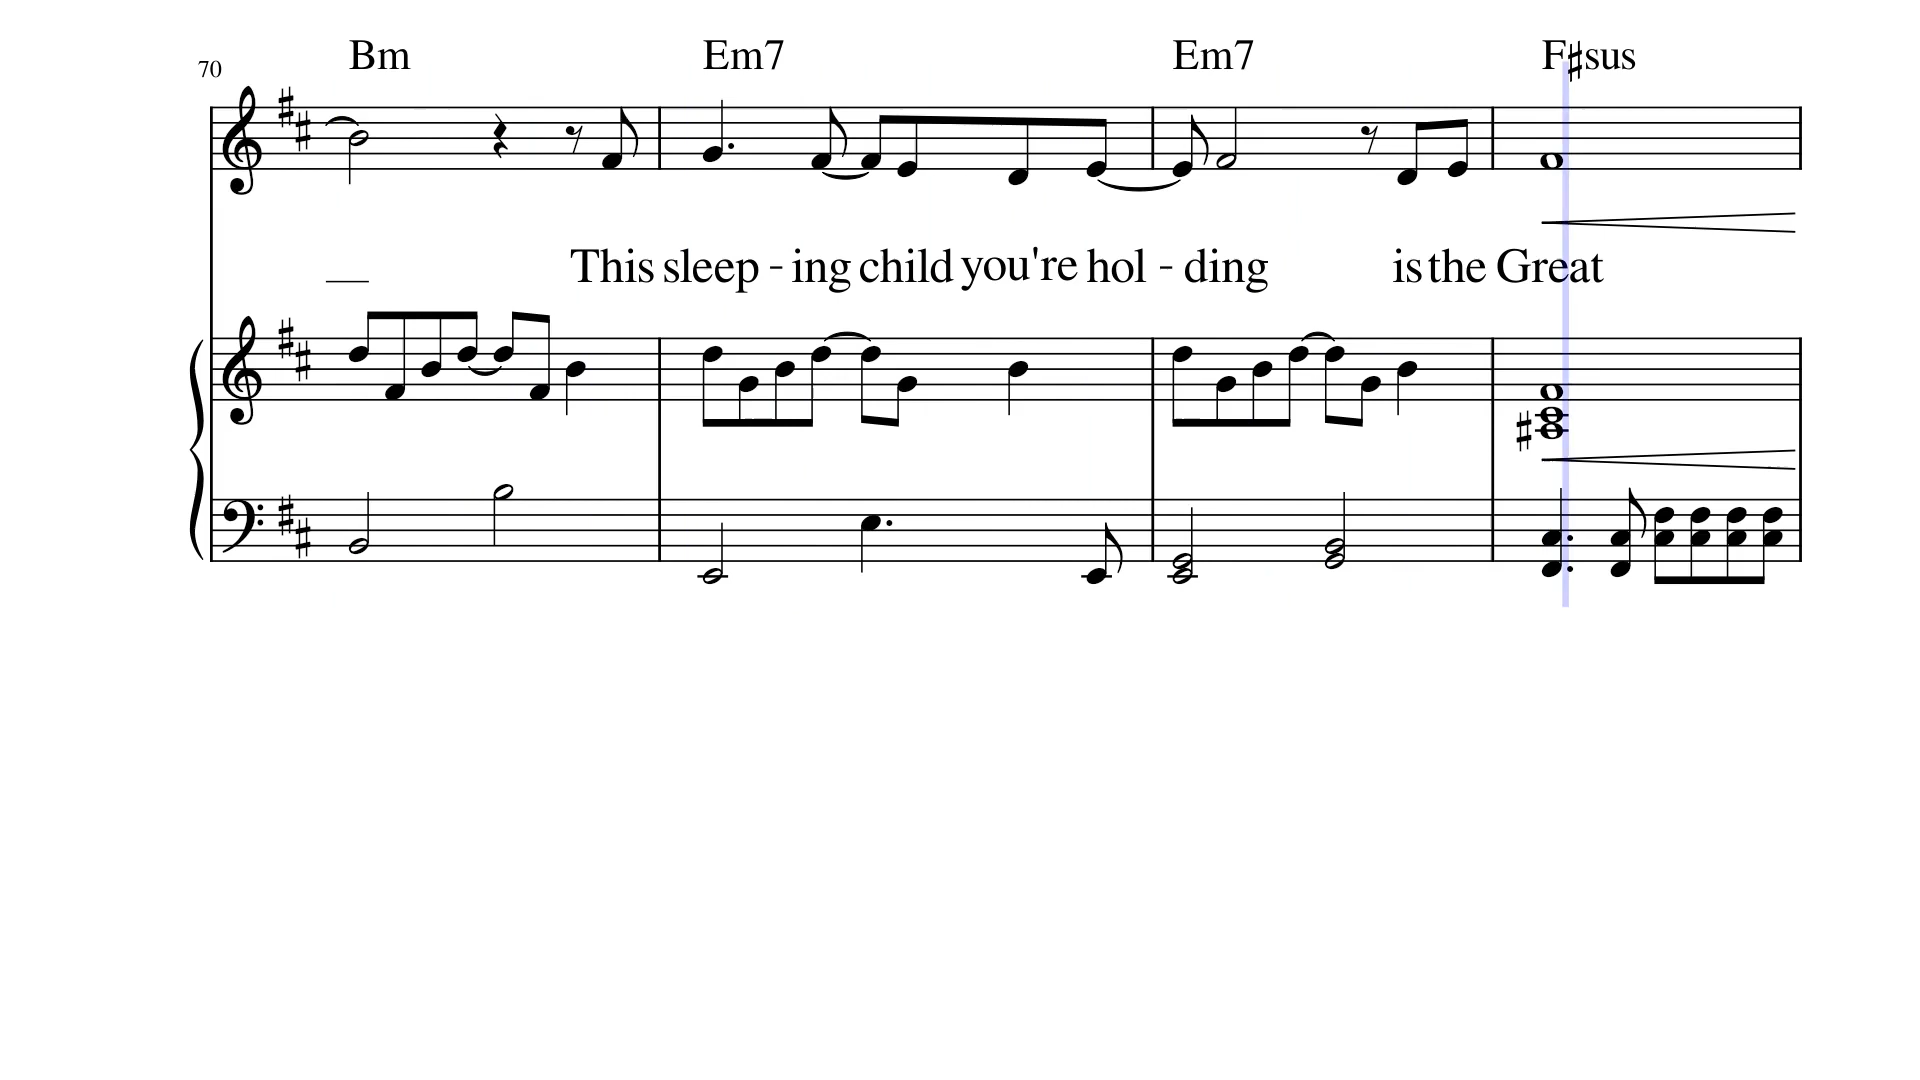 Bm Em7 Em7 F♯sus
70
This sleep - ing child you're hol - ding is the Great